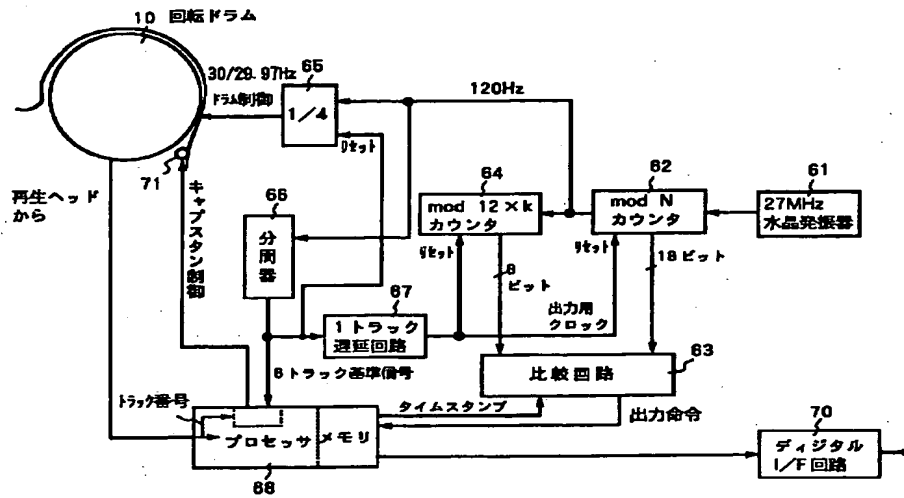 10 回転ドラム
30/29.97Hz
ドラム制御
65
1/4
リセット
120Hz
71
再生ヘッド
から
キャプスタン制御
66
分周器
64
mod 12×k
カウンタ
リセット
8
ビット
62
mod N
カウンタ
リセット
18ビット
61
27MHz
水晶発振器
67
1トラック
遅延回路
出力用
クロック
6トラック基準信号
63
比較回路
トラック番号
タイムスタンプ
出力命令
プロセッサ
メモリ
68
70
ディジタル
I/F回路